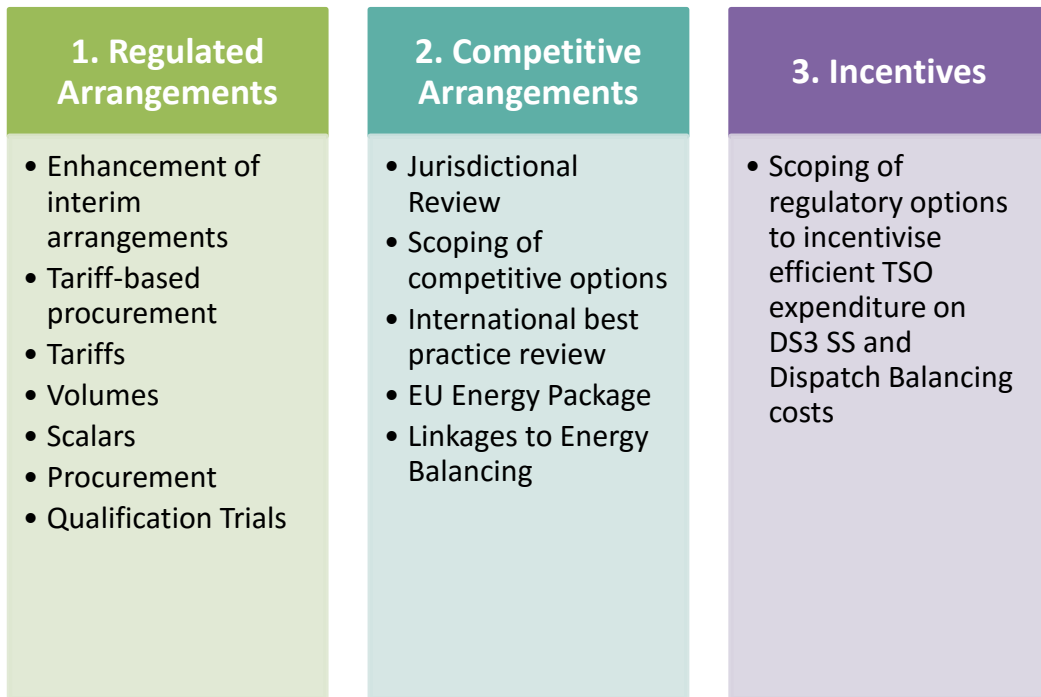 1. Regulated
Arrangements
• Enhancement of
interim
arrangements
• Tariff-based
procurement
• Tariffs
• Volumes
• Scalars
• Procurement
• Qualification Trials
2. Competitive
Arrangements
• Jurisdictional
Review
• Scoping of
competitive options
• International best
practice review
• EU Energy Package
• Linkages to Energy
Balancing
3. Incentives
• Scoping of
regulatory options
to incentivise
efficient TSO
expenditure on
DS3 SS and
Dispatch Balancing
costs